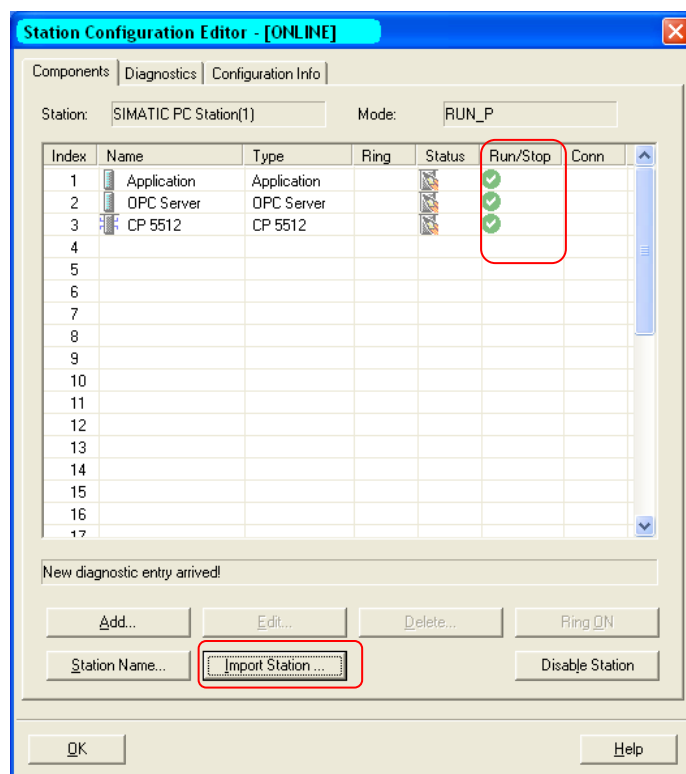 Station Configuration Editor - [ONLINE]
Components Diagnostics Configuration Info
Station: SIMATIC PC Station(1) Mode: RUN_P
Index Name Type Ring Status Run/Stop Conn
1 Application Application
2 OPC Server OPC Server
3 CP 5512 CP 5512
4
5
6
7
8
9
10
11
12
13
14
15
16
17
New diagnostic entry arrived!
Add... Edit... Delete... Ring ON
Station Name... Import Station ... Disable Station
OK Help